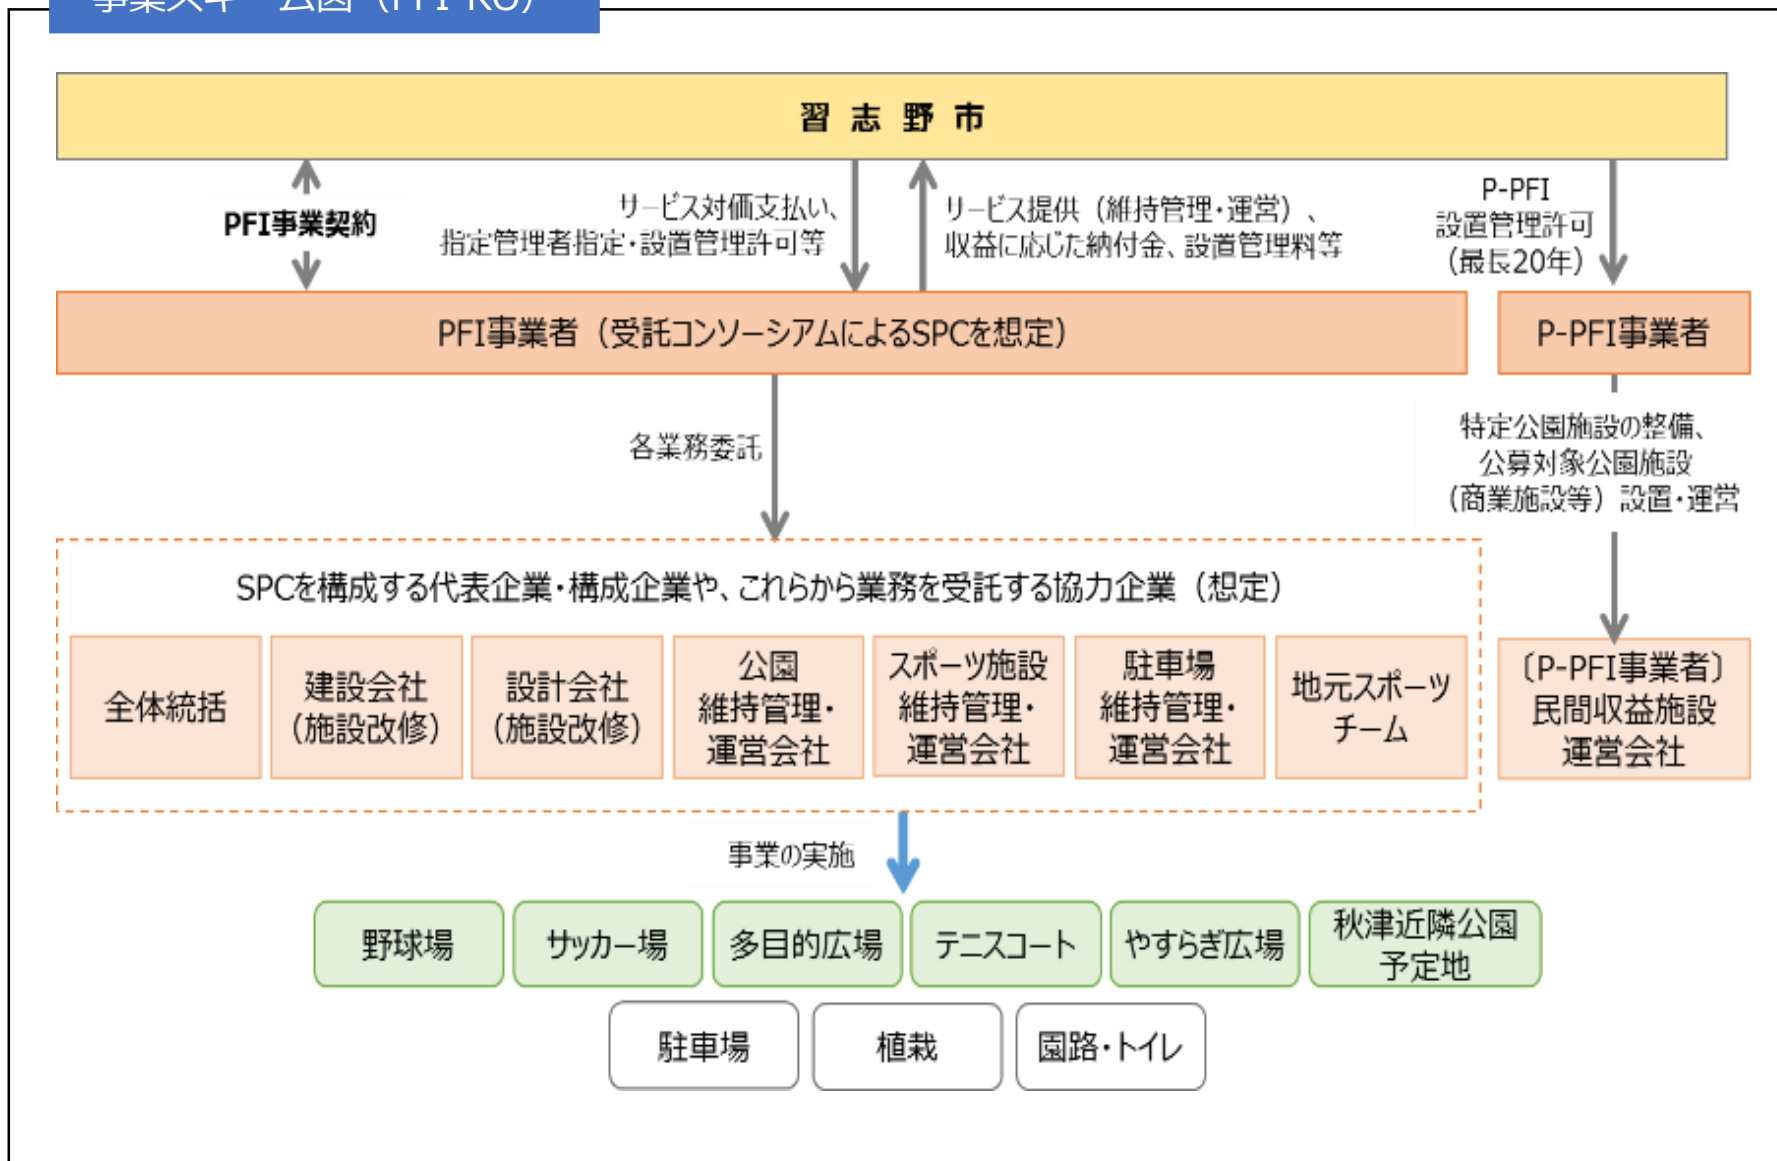 事業スキーム図（PFI-RO）
習志野市
PFI事業契約
サービス対価支払い、
指定管理者指定・設置管理許可等
サービス提供（維持管理・運営）、
収益に応じた納付金、設置管理料等
P-PFI
設置管理許可
（最長20年）
PFI事業者（受託コンソーシアムによるSPCを想定）
P-PFI事業者
各業務委託
特定公園施設の整備、
公募対象公園施設
（商業施設等）設置・運営
SPCを構成する代表企業・構成企業や、これらから業務を受託する協力企業（想定）
全体統括
建設会社
（施設改修）
設計会社
（施設改修）
公園
維持管理・
運営会社
スポーツ施設
維持管理・
運営会社
駐車場
維持管理・
運営会社
地元スポーツ
チーム
〔P-PFI事業者〕
民間収益施設
運営会社
事業の実施
野球場
サッカー場
多目的広場
テニスコート
やすらぎ広場
秋津近隣公園
予定地
駐車場
植栽
園路・トイレ